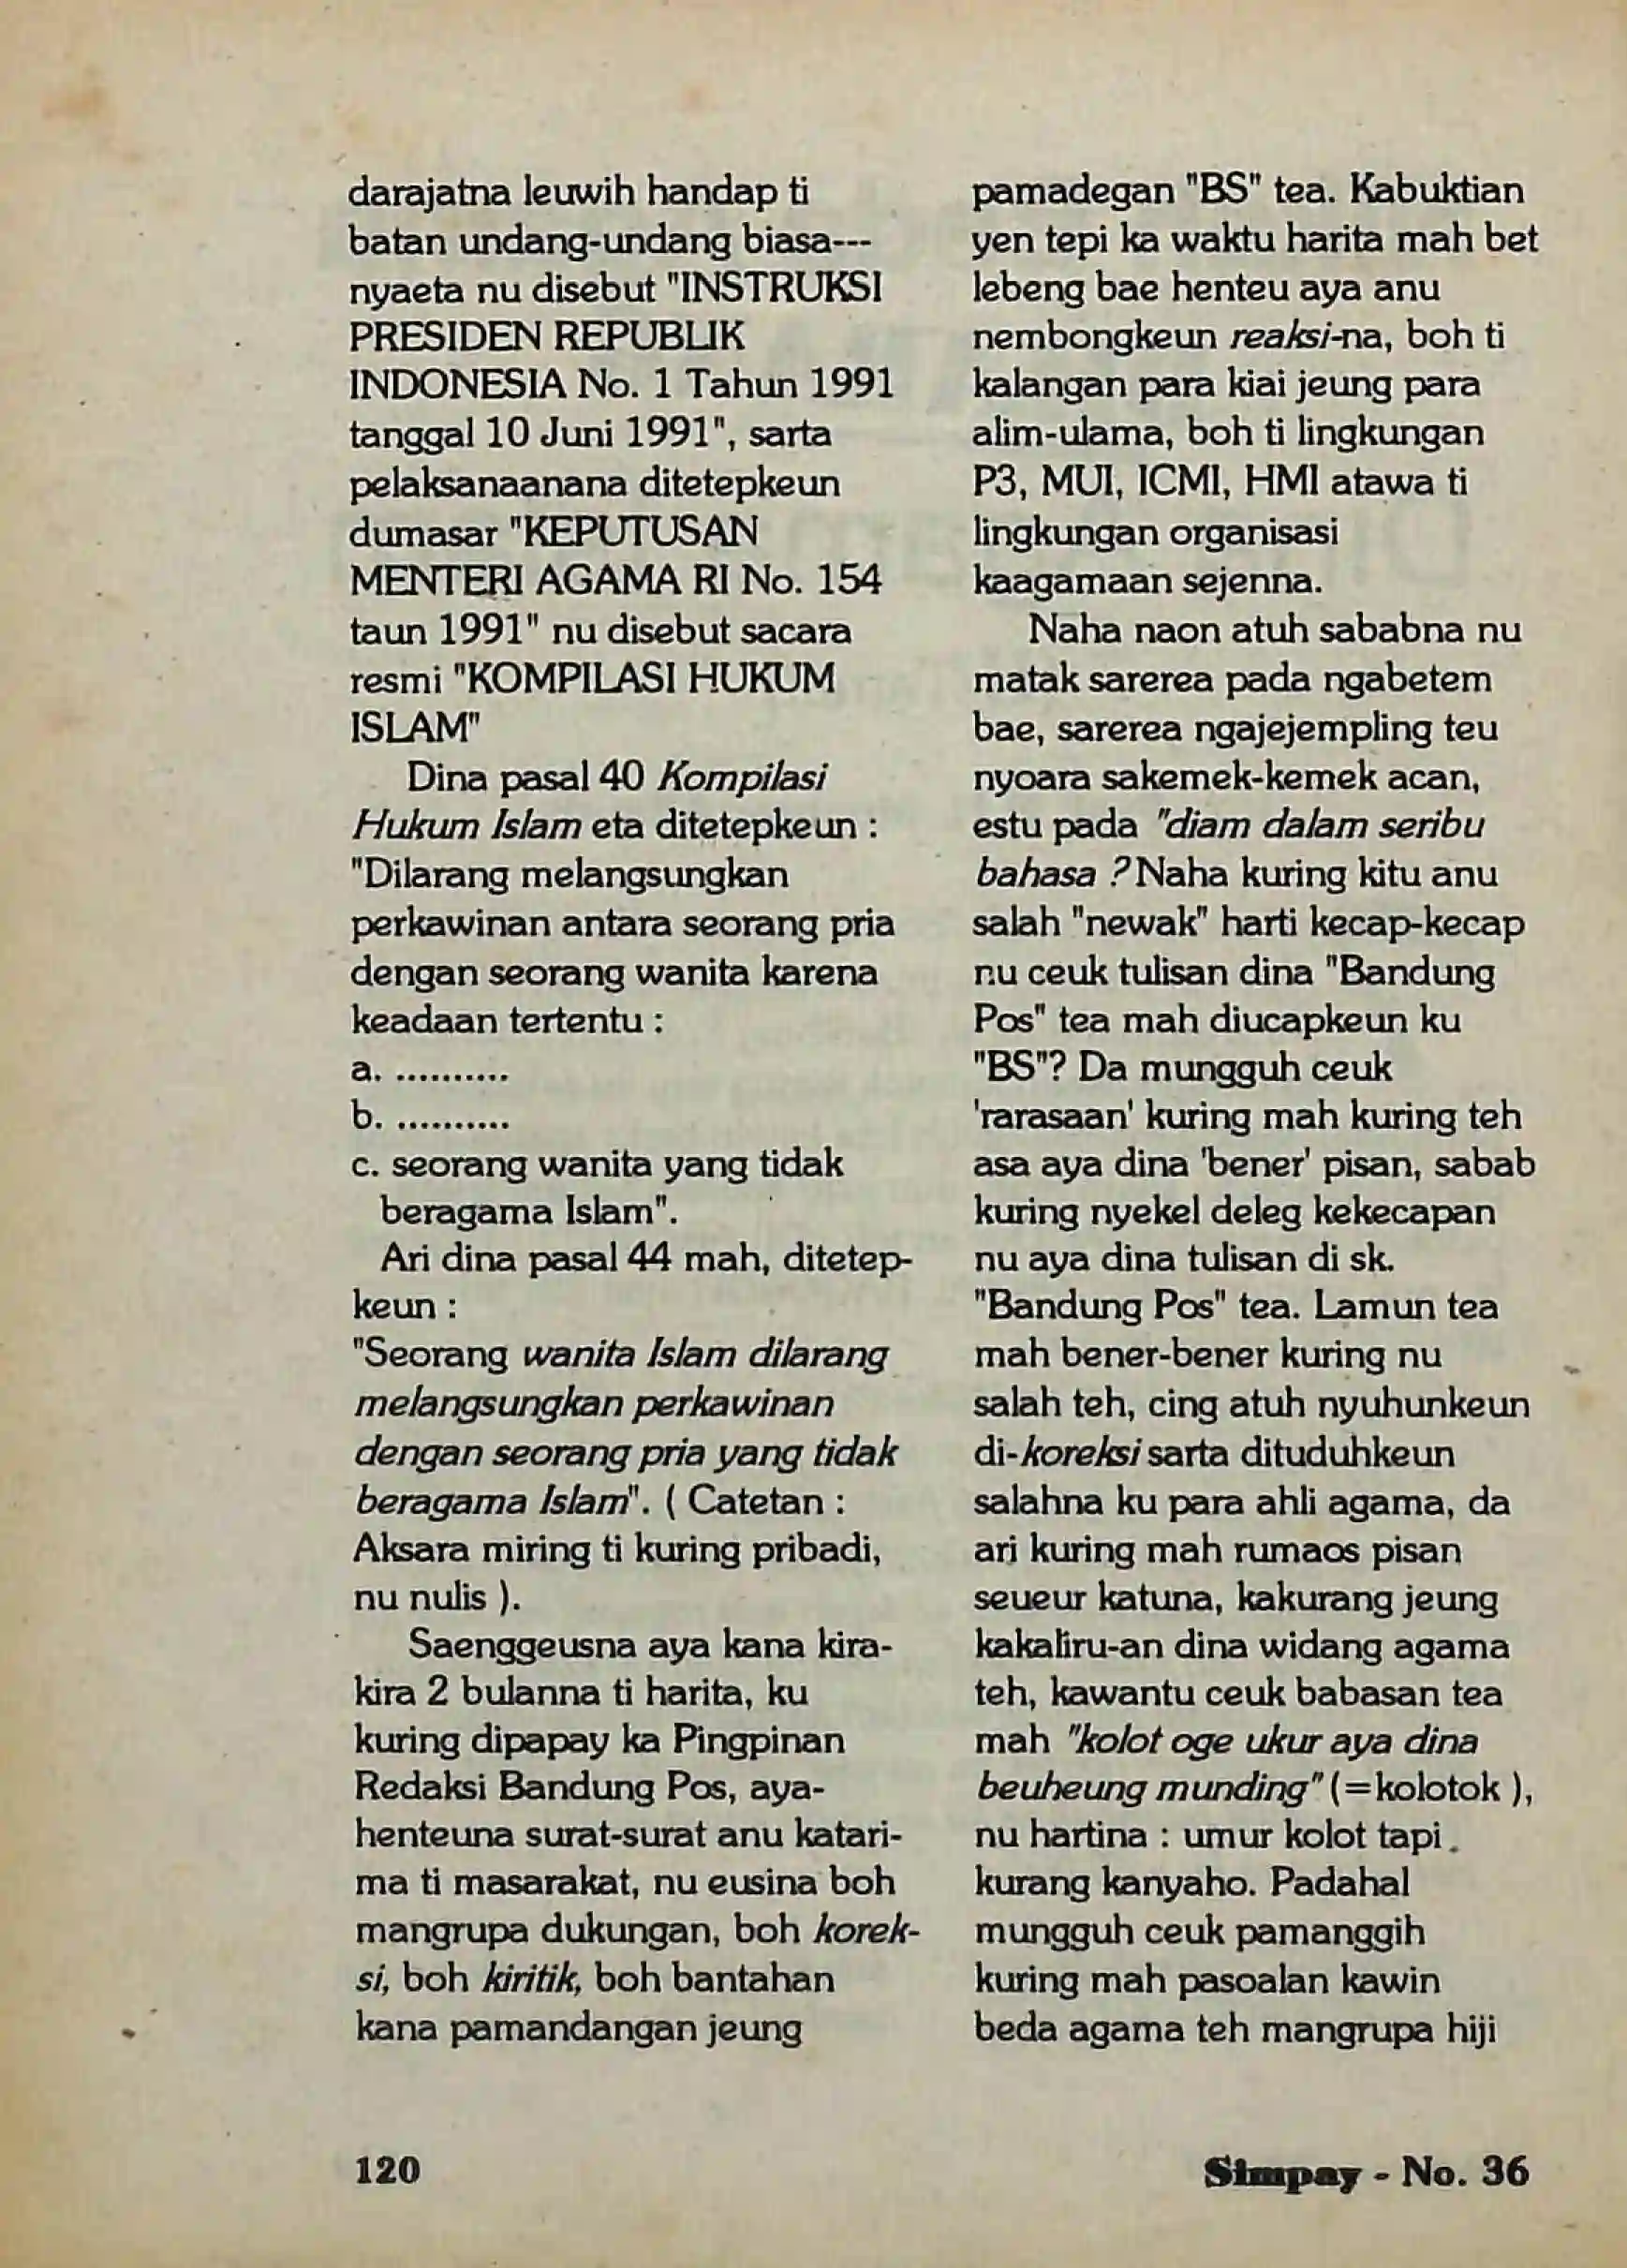 darajatna leuwih handap ti
batan undang-undang biasa---
nyaeta nu disebut "INSTRUKSI
PRESIDEN REPUBLIK
INDONESIA No. 1 Tahun 1991
tanggal 10 Juni 1991", sarta
pelaksanaanana ditetepkeun
dumasar "KEPUTUSAN
MENTERI AGAMA RI No. 154
taun 1991" nu disebut sacara
resmi "KOMPILASI HUKUM
ISLAM"
Dina pasal 40 Kompilasi
Hukum Islam eta ditetepkeun :
"Dilarang melangsungkan
perkawinan antara seorang pria
dengan seorang wanita karena
keadaan tertentu :
a. ..........
b. ..........
c. seorang wanita yang tidak
beragama Islam".
Ari dina pasal 44 mah, ditetep-
keun :
"Seorang wanita Islam dilarang
melangsungkan perkawinan
dengan seorang pria yang tidak
beragama Islam". ( Catetan :
Aksara miring ti kuring pribadi,
nu nulis ).
Saenggeusna aya kana kira-
kira 2 bulanna ti harita, ku
kuring dipapay ka Pingpinan
Redaksi Bandung Pos, aya-
henteuna surat-surat anu katari-
ma ti masarakat, nu eusina boh
mangrupa dukungan, boh korek-
si, boh kiritik, boh bantahan
kana pamandangan jeung
pamadegan "BS" tea. Kabuktian
yen tepi ka waktu harita mah bet
lebeng bae henteu aya anu
nembongkeun reaksi-na, boh ti
kalangan para kiai jeung para
alim-ulama, boh ti lingkungan
P3, MUI, ICMI, HMI atawa ti
lingkungan organisasi
kaagamaan sejenna.
Naha naon atuh sababna nu
matak sarerea pada ngabetem
bae, sarerea ngajejempling teu
nyoara sakemek-kemek acan,
estu pada "diam dalam seribu
bahasa ? Naha kuring kitu anu
salah "newak" harti kecap-kecap
nu ceuk tulisan dina "Bandung
Pos" tea mah diucapkeun ku
"BS"? Da mungguh ceuk
'rarasaan' kuring mah kuring teh
asa aya dina 'bener' pisan, sabab
kuring nyekel deleg kekecapan
nu aya dina tulisan di sk.
"Bandung Pos" tea. Lamun tea
mah bener-bener kuring nu
salah teh, cing atuh nyuhunkeun
di-koreksi sarta dituduhkeun
salahna ku para ahli agama, da
ari kuring mah rumaos pisan
seueur katuna, kakurang jeung
kakaliru-an dina widang agama
teh, kawantu ceuk babasan tea
mah "kolot oge ukur aya dina
beuheung munding" (=kolotok ),
nu hartina : umur kolot tapi
kurang kanyaho. Padahal
mungguh ceuk pamanggih
kuring mah pasoalan kawin
beda agama teh mangrupa hiji
120
Simpay - No. 36